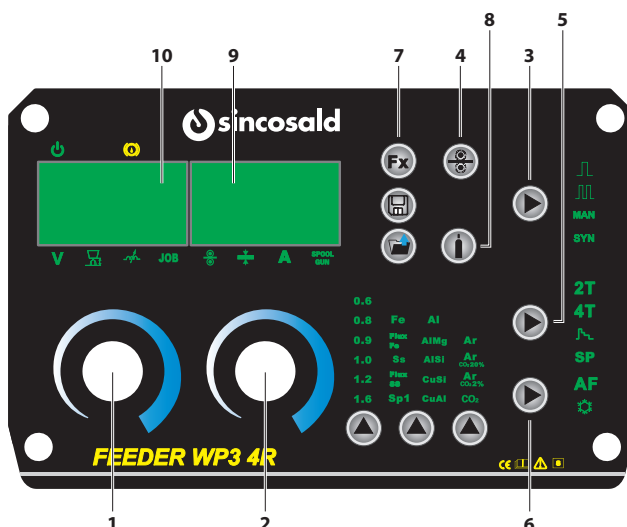 8
5
10
9
7
4
3
sincosald
Fx
MAN
SYN
V
JOB
A
SPOOL GUN
2T
4T
SP
AF
0.6
0.8 Fe Al
0.9 Flux Fe AlMg Ar
1.0 Ss AlSi Ar CO₂20%
1.2 Flux SS CuSi Ar CO₂2%
1.6 Sp1 CuAl CO₂
FEEDER WP3 4R
CE
1
2
6